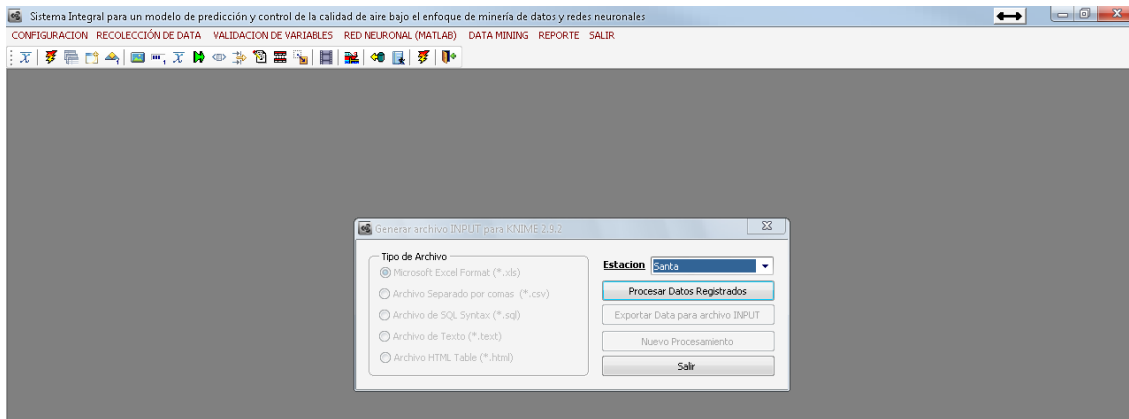 Sistema Integral para un modelo de predicción y control de la calidad de aire bajo el enfoque de minería de datos y redes neuronales
CONFIGURACION RECOLECCIÓN DE DATA VALIDACION DE VARIABLES RED NEURONAL (MATLAB) DATA MINING REPORTE SALIR
Generar archivo INPUT para KNIME 2.9.2
Tipo de Archivo
Microsoft Excel Format (*.xls)
Archivo Separado por comas (*.csv)
Archivo de SQL Syntax (*.sql)
Archivo de Texto (*.text)
Archivo HTML Table (*.html)
Estacion Santa
Procesar Datos Registrados
Exportar Data para archivo INPUT
Nuevo Procesamiento
Salir